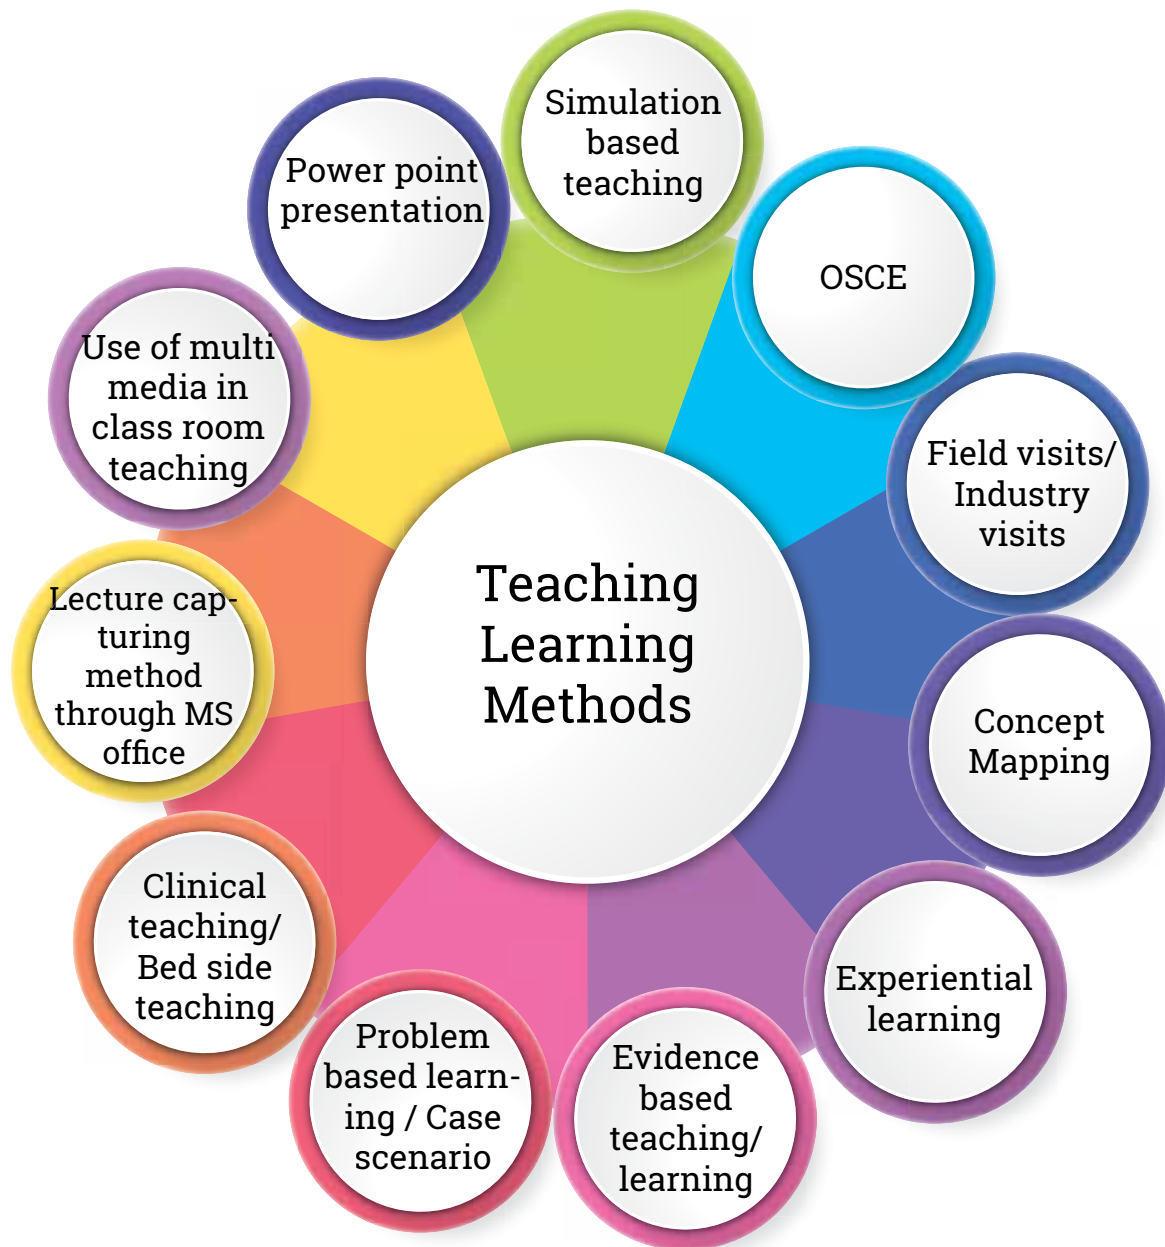 Simulation
based
teaching
OSCE
Field visits/
Industry
visits
Concept
Mapping
Experiential
learning
Evidence
based
teaching/
learning
Problem
based learn-
ing / Case
scenario
Clinical
teaching/
Bed side
teaching
Lecture cap-
turing
method
through MS
office
Use of multi
media in
class room
teaching
Power point
presentation
Teaching
Learning
Methods